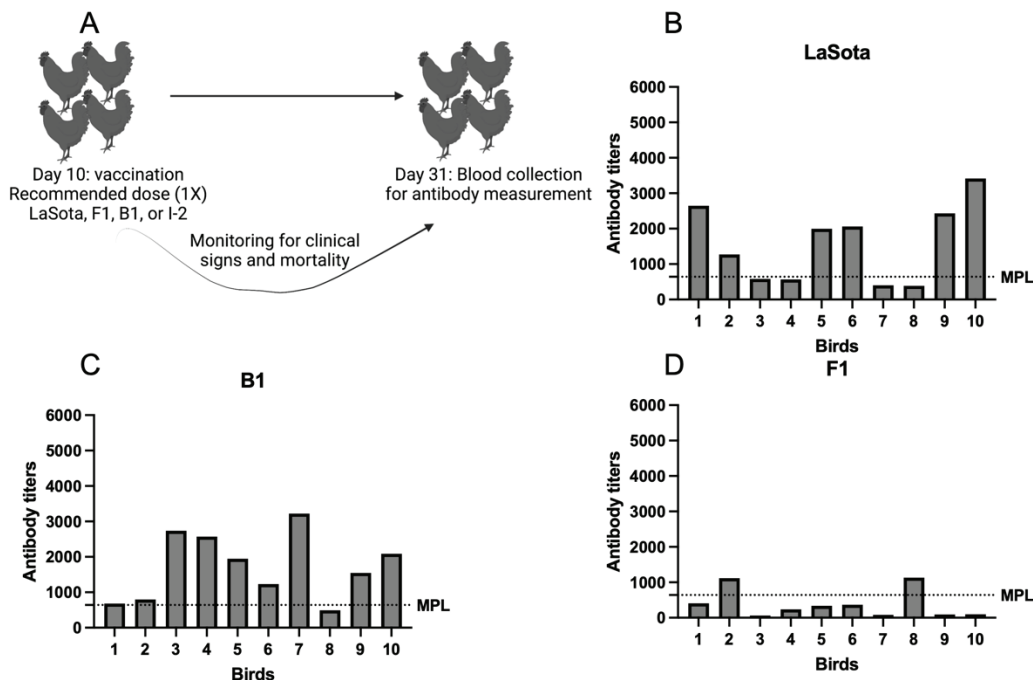 A
Day 10: vaccination
Recommended dose (1X)
LaSota, F1, B1, or I-2
Day 31: Blood collection
for antibody measurement
Monitoring for clinical
signs and mortality
B
LaSota
Antibody titers
6000
5000
4000
3000
2000
1000
0
MPL
1 2 3 4 5 6 7 8 9 10
Birds
C
B1
Antibody titers
6000
5000
4000
3000
2000
1000
0
MPL
1 2 3 4 5 6 7 8 9 10
Birds
D
F1
Antibody titers
6000
5000
4000
3000
2000
1000
0
MPL
1 2 3 4 5 6 7 8 9 10
Birds